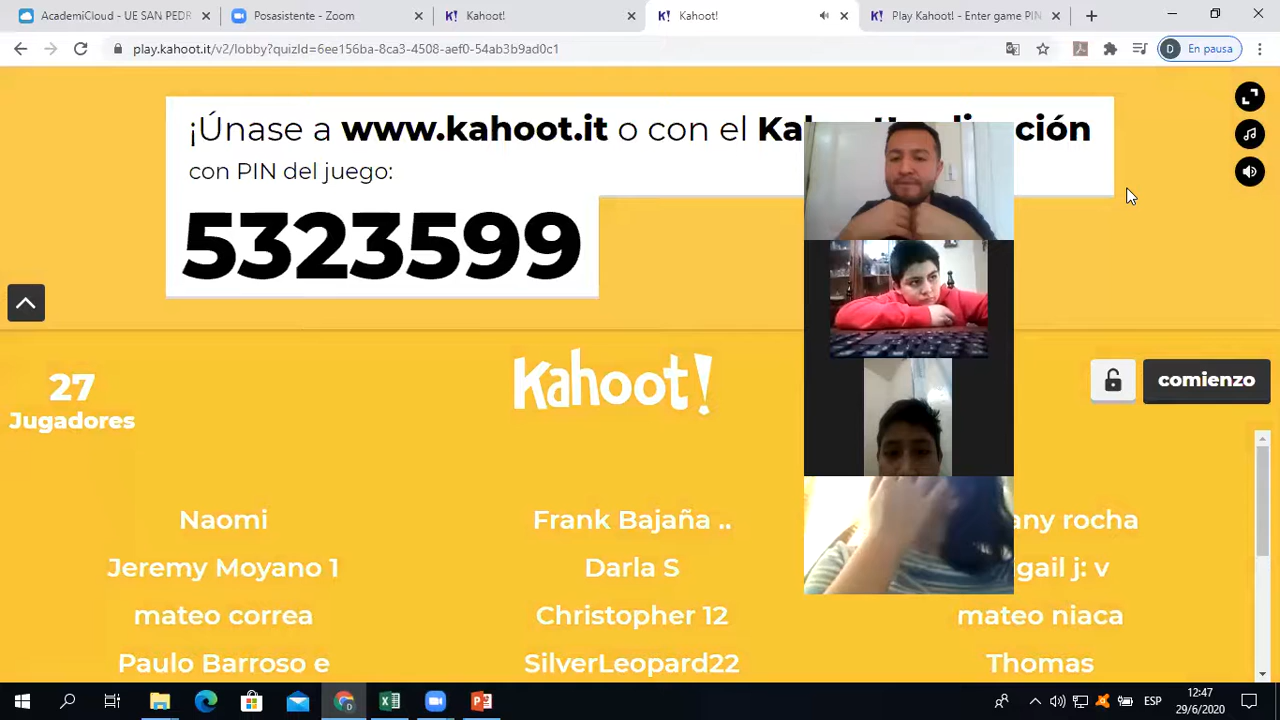 AcademiCloud - UE SAN PEDR
Posasistente - Zoom
Kahoot!
Kahoot!
Play Kahoot! - Enter game PIN
play.kahoot.it/v2/lobby?quizId=6ee156ba-8ca3-4508-aef0-54ab3b9ad0c1
D En pausa
¡Únase a www.kahoot.it o con el
con PIN del juego:
5323599
27
Jugadores
Kahoot!
comienzo
Naomi
Frank Bajaña ..
rocha
Jeremy Moyano 1
Darla S
j: v
mateo correa
Christopher 12
mateo niaca
Paulo Barroso e
SilverLeopard22
Thomas
ESP
12:47
29/6/2020